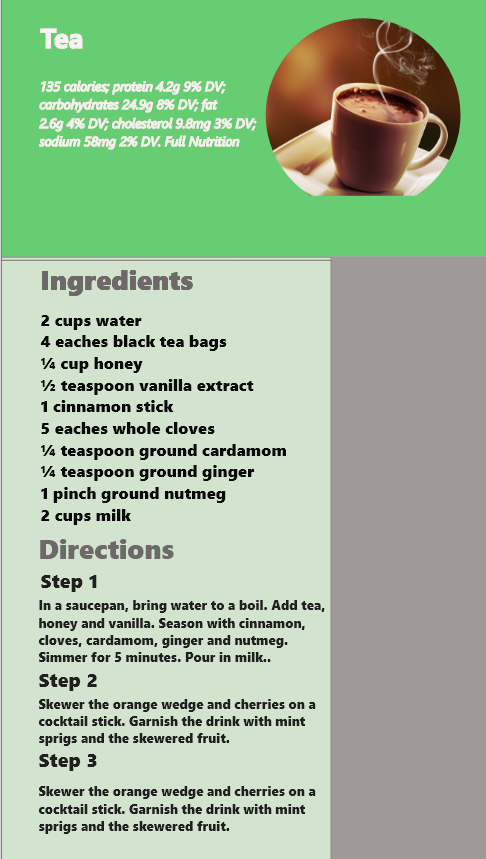 Tea
135 calories; protein 4.2g 9% DV;
carbohydrates 24.9g 8% DV; fat
2.6g 4% DV; cholesterol 9.8mg 3% DV;
sodium 58mg 2% DV. Full Nutrition
Ingredients
2 cups water
4 eaches black tea bags
¼ cup honey
½ teaspoon vanilla extract
1 cinnamon stick
5 eaches whole cloves
¼ teaspoon ground cardamom
¼ teaspoon ground ginger
1 pinch ground nutmeg
2 cups milk
Directions
Step 1
In a saucepan, bring water to a boil. Add tea,
honey and vanilla. Season with cinnamon,
cloves, cardamom, ginger and nutmeg.
Simmer for 5 minutes. Pour in milk..
Step 2
Skewer the orange wedge and cherries on a
cocktail stick. Garnish the drink with mint
sprigs and the skewered fruit.
Step 3
Skewer the orange wedge and cherries on a
cocktail stick. Garnish the drink with mint
sprigs and the skewered fruit.